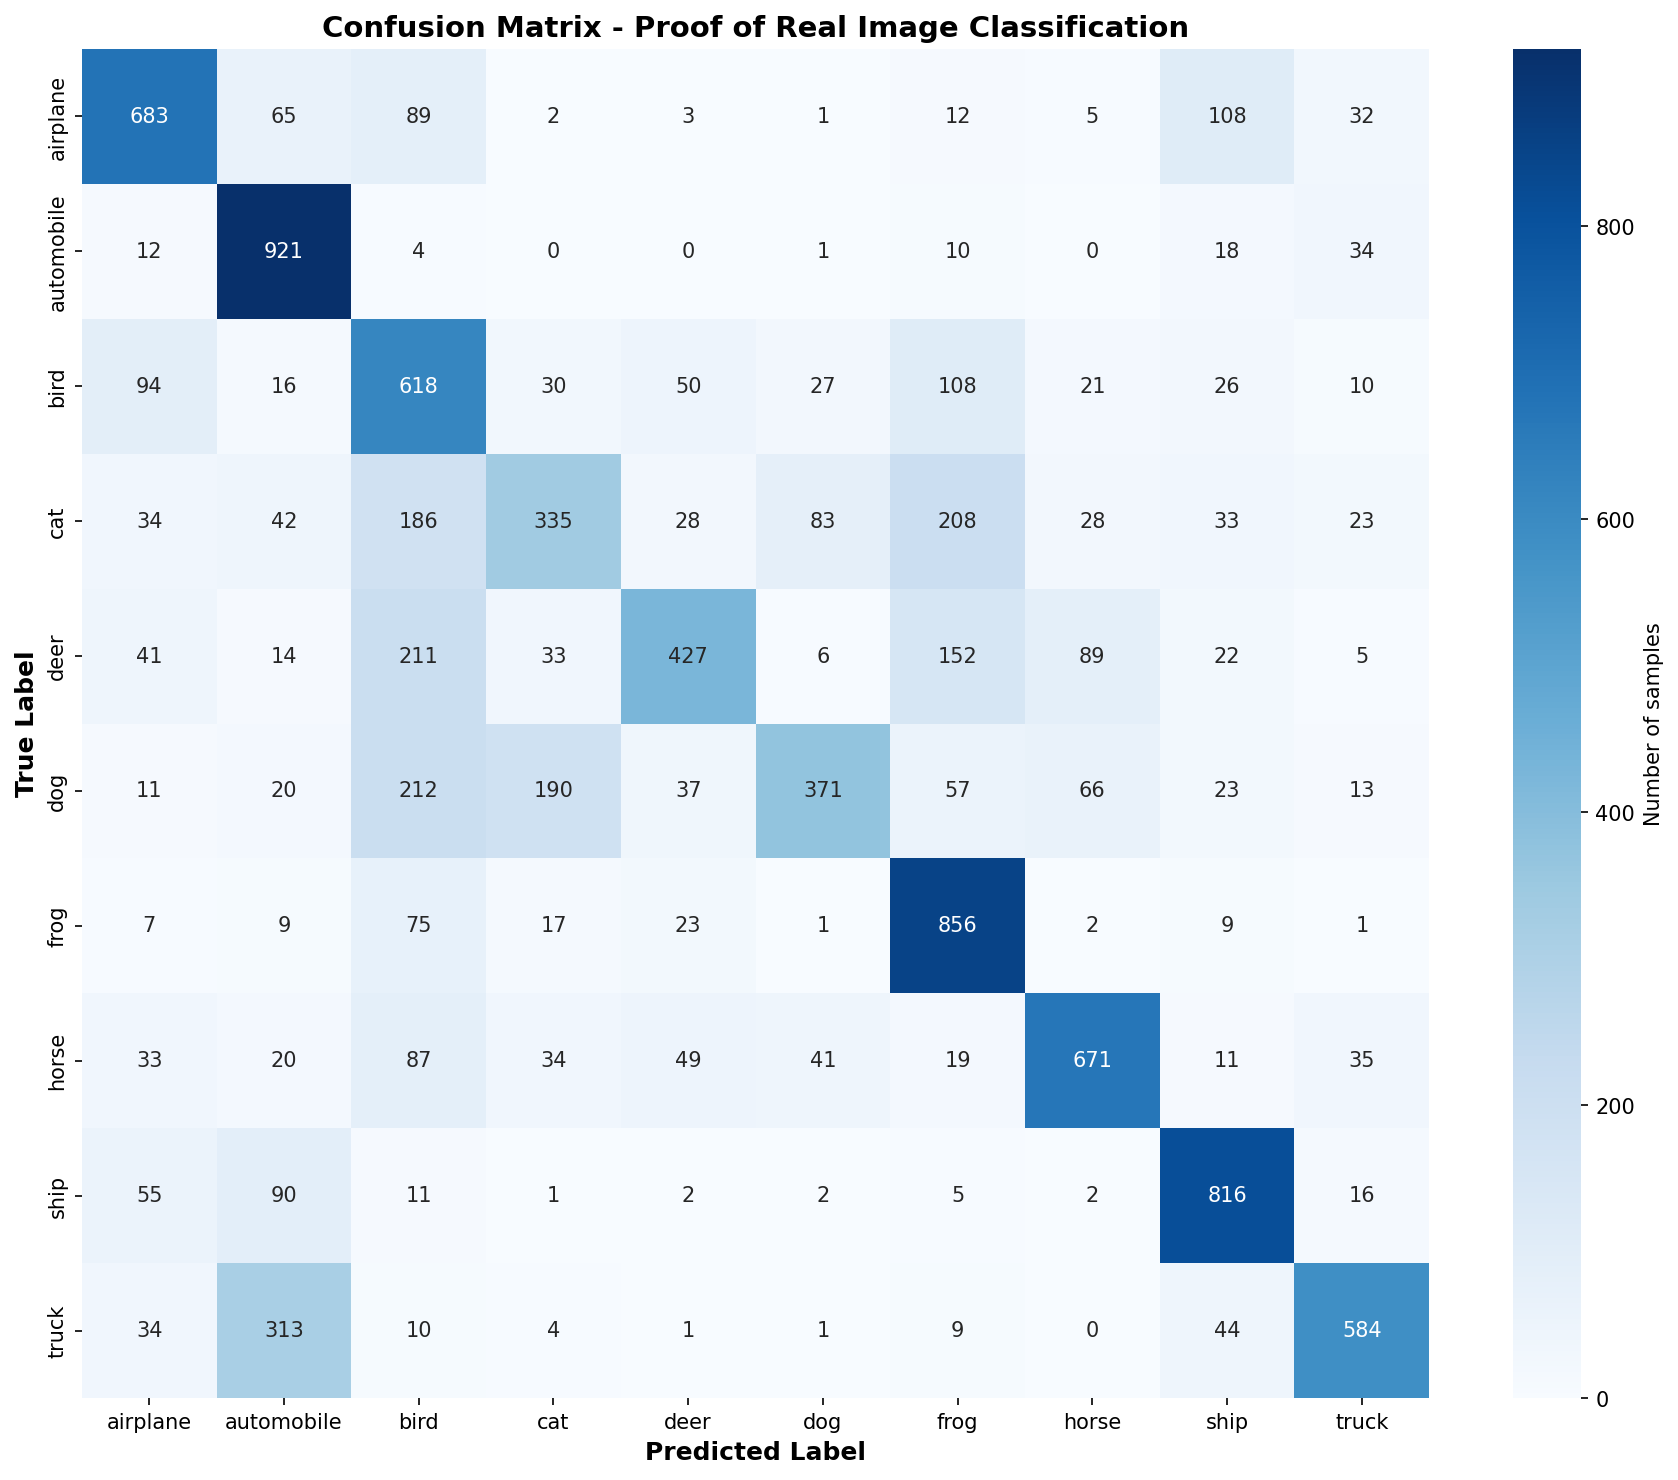 Confusion Matrix - Proof of Real Image Classification
airplane 683 65 89 2 3 1 12 5 108 32
automobile 12 921 4 0 0 1 10 0 18 34
bird 94 16 618 30 50 27 108 21 26 10
cat 34 42 186 335 28 83 208 28 33 23
deer 41 14 211 33 427 6 152 89 22 5
dog 11 20 212 190 37 371 57 66 23 13
frog 7 9 75 17 23 1 856 2 9 1
horse 33 20 87 34 49 41 19 671 11 35
ship 55 90 11 1 2 2 5 2 816 16
truck 34 313 10 4 1 1 9 0 44 584
airplane automobile bird cat deer dog frog horse ship truck
Predicted Label
True Label
800
600
400
200
0
Number of samples